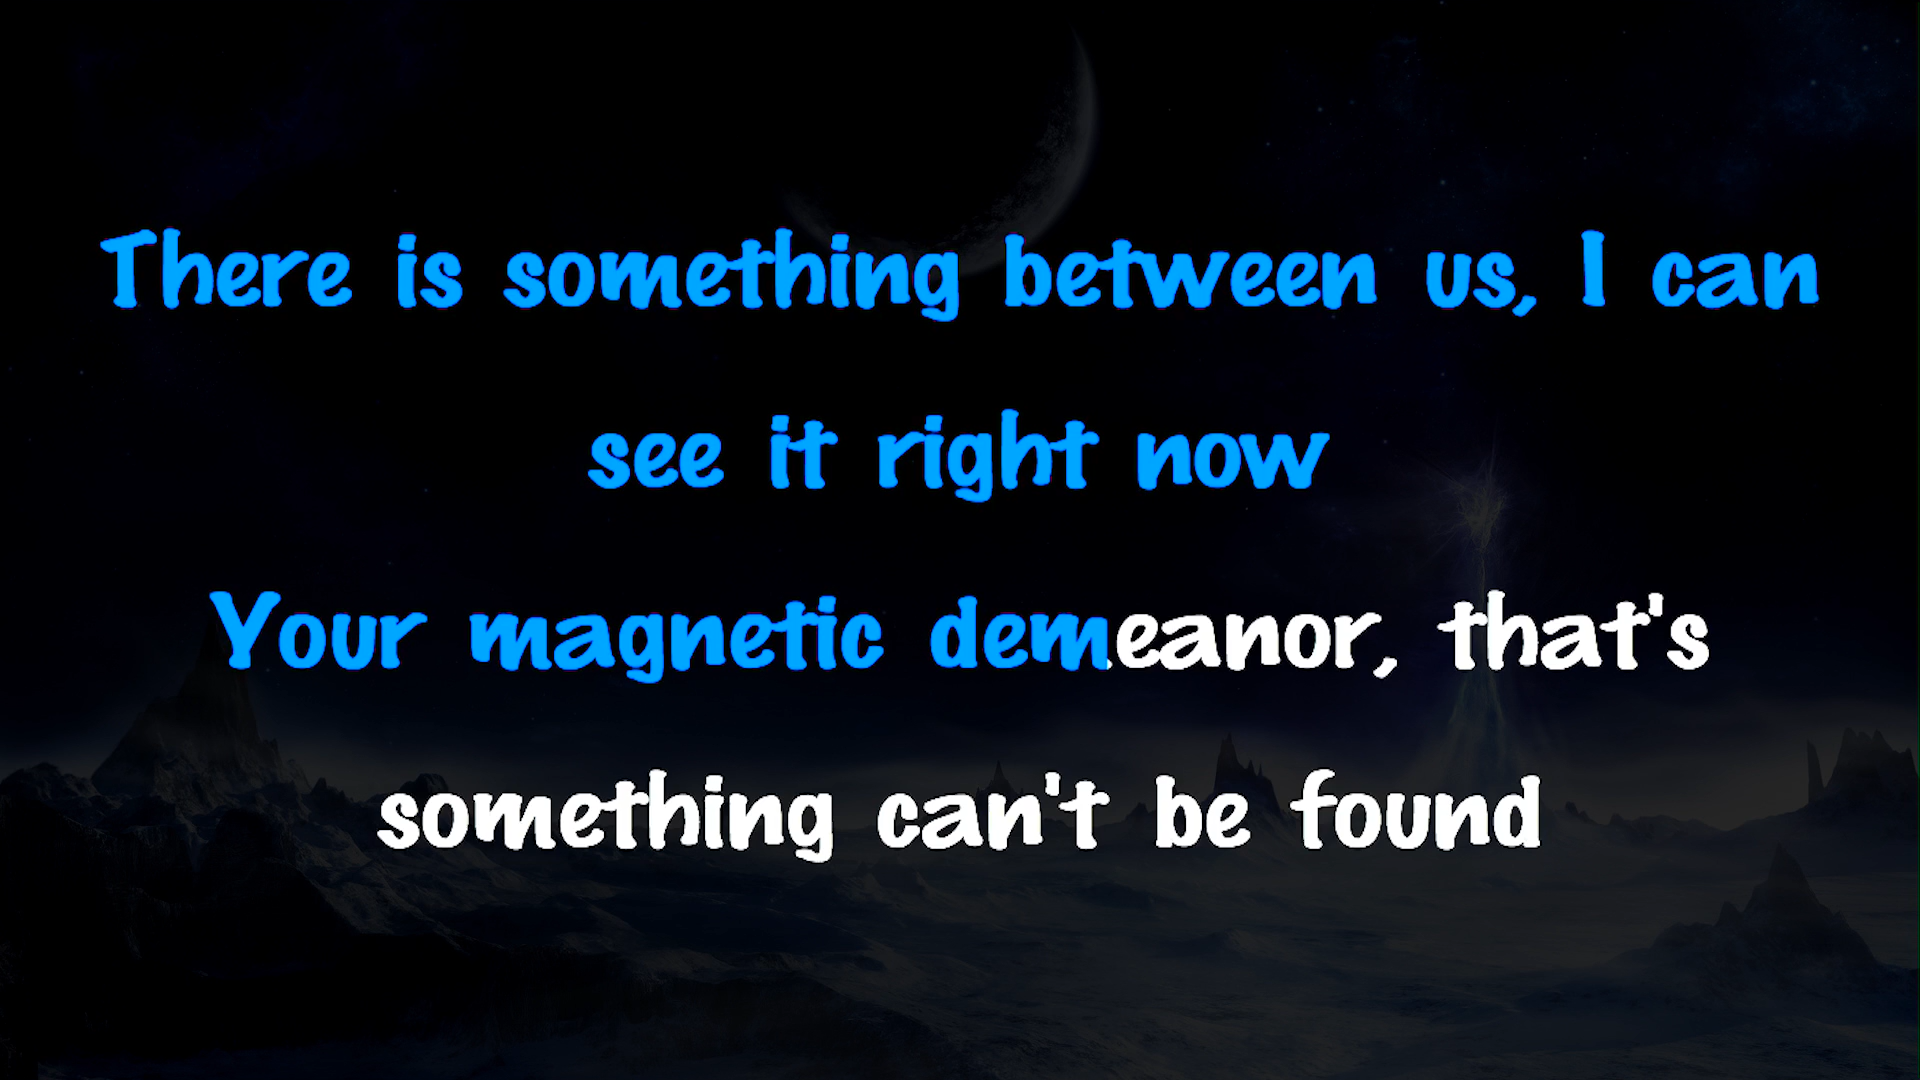 There is something between us, I can
see it right now
Your magnetic demeanor, that's
something can't be found